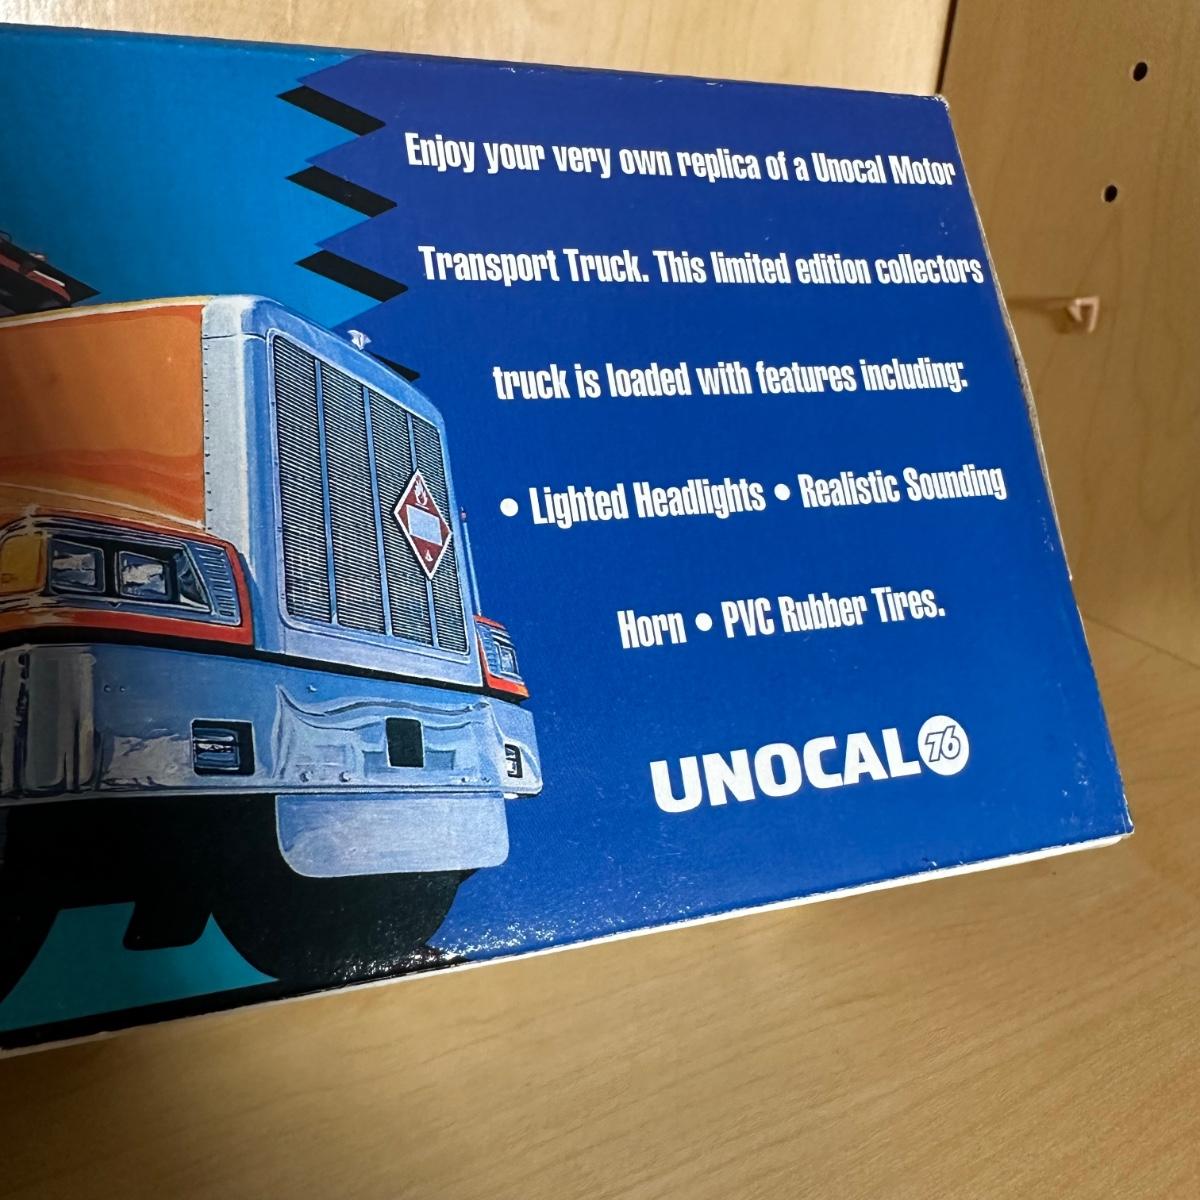 Enjoy your very own replica of a Unocal Motor
Transport Truck. This limited edition collectors
truck is loaded with features including:
• Lighted Headlights • Realistic Sounding
Horn • PVC Rubber Tires.
UNOCAL 76